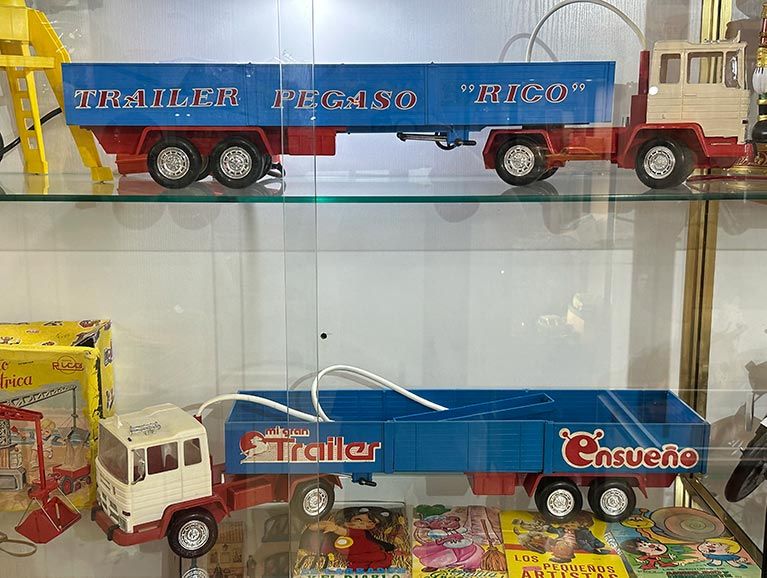 TRAILER PEGASO "RICO"
RICO
trica
mi gran
Trailer
ensueño
LOS PEQUEÑOS
ARTISTAS